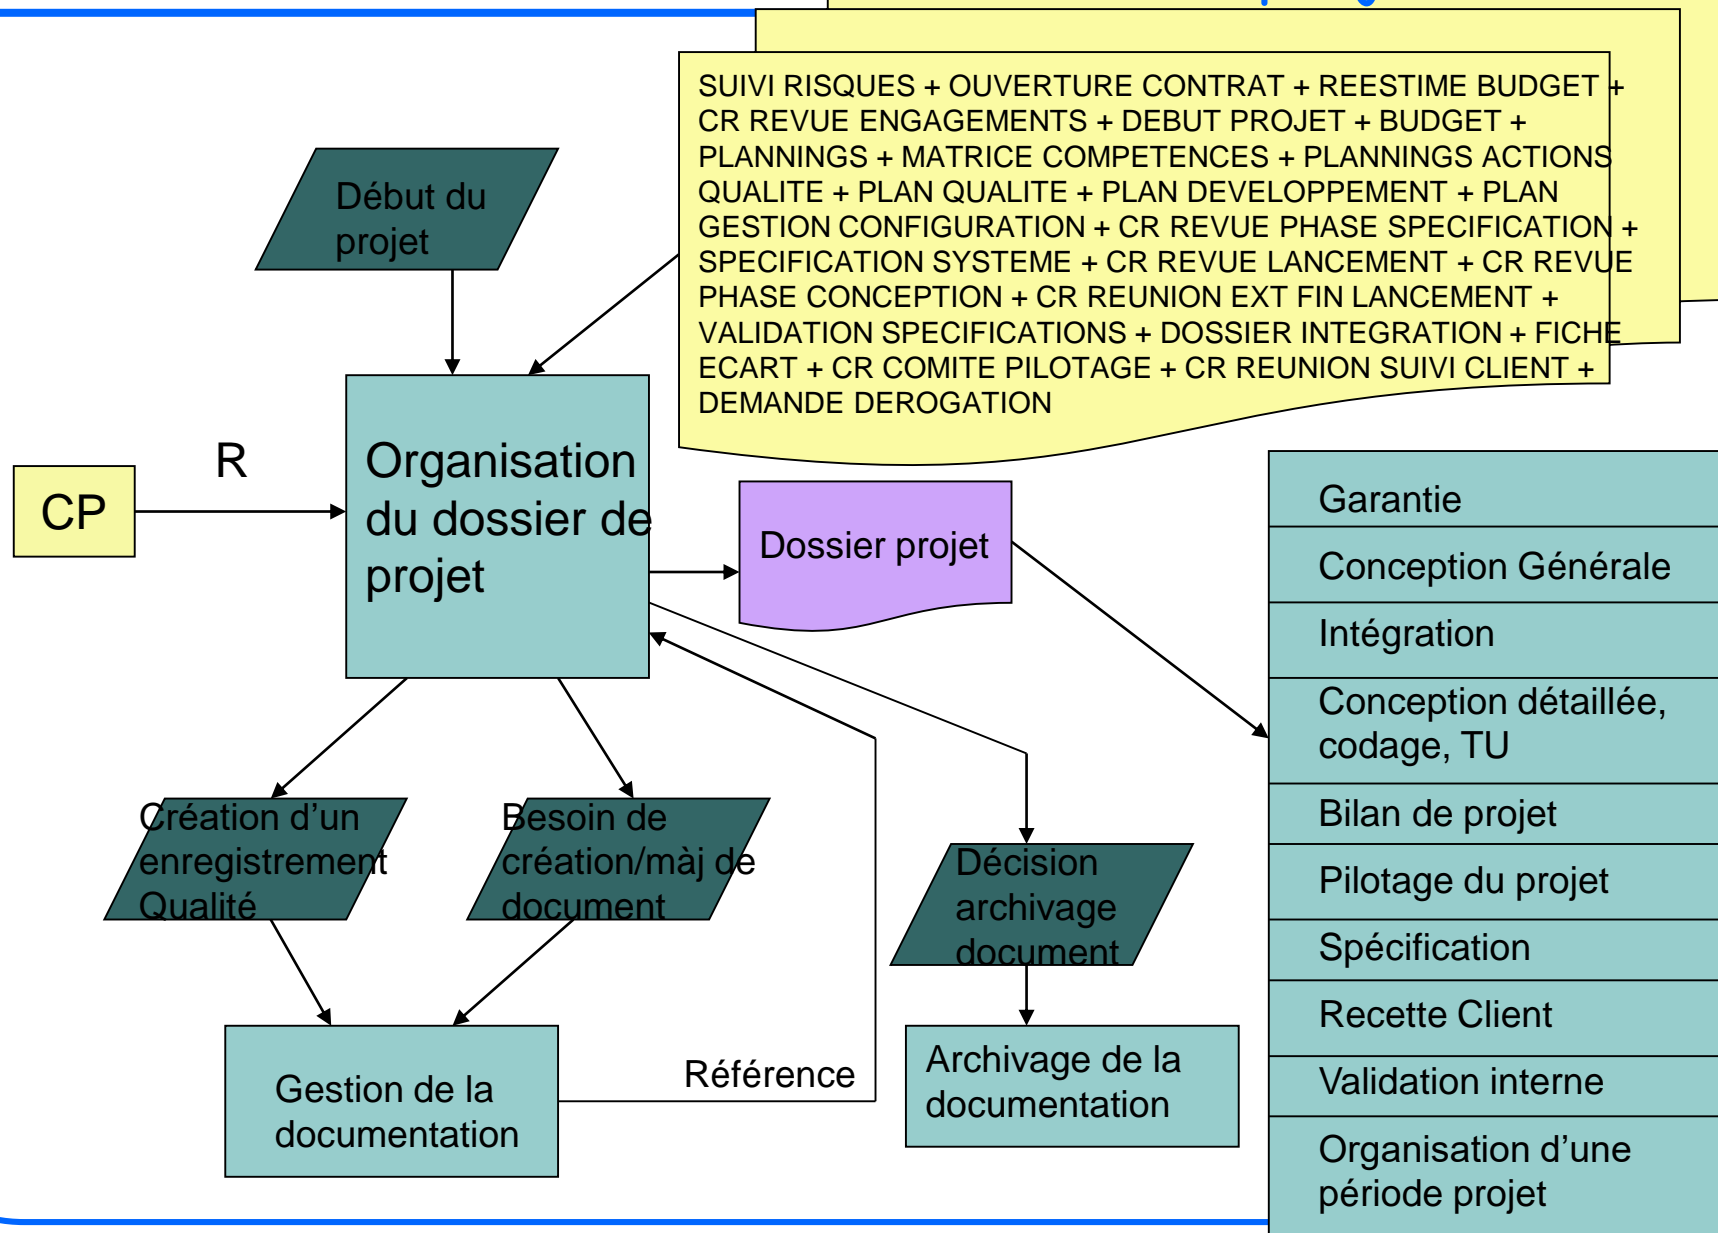 SUIVI RISQUES + OUVERTURE CONTRAT + REESTIME BUDGET +
CR REVUE ENGAGEMENTS + DEBUT PROJET + BUDGET +
PLANNINGS + MATRICE COMPETENCES + PLANNINGS ACTIONS
QUALITE + PLAN QUALITE + PLAN DEVELOPPEMENT + PLAN
GESTION CONFIGURATION + CR REVUE PHASE SPECIFICATION +
SPECIFICATION SYSTEME + CR REVUE LANCEMENT + CR REVUE
PHASE CONCEPTION + CR REUNION EXT FIN LANCEMENT +
VALIDATION SPECIFICATIONS + DOSSIER INTEGRATION + FICHE
ECART + CR COMITE PILOTAGE + CR REUNION SUIVI CLIENT +
DEMANDE DEROGATION
Début du
projet
CP
R
Organisation
du dossier de
projet
Dossier projet
Création d’un
enregistrement
Qualité
Besoin de
création/màj de
document
Décision
archivage
document
Gestion de la
documentation
Référence
Archivage de la
documentation
Garantie
Conception Générale
Intégration
Conception détaillée,
codage, TU
Bilan de projet
Pilotage du projet
Spécification
Recette Client
Validation interne
Organisation d’une
période projet